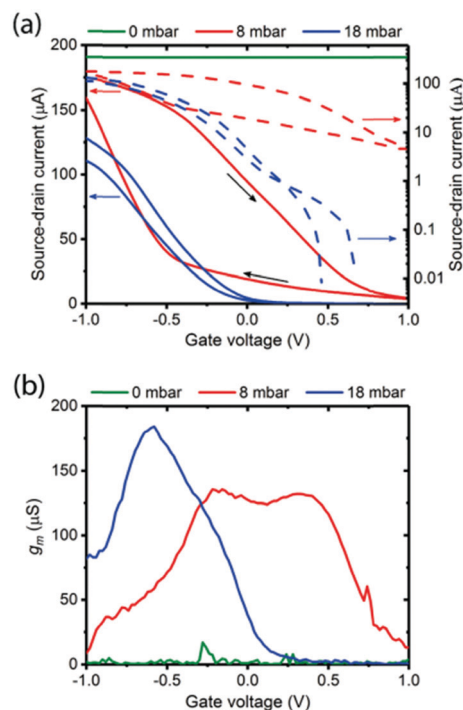 (a)
0 mbar 8 mbar 18 mbar
Source-drain current (µA)
200
150
100
50
0
100
10
1
0.1
0.01
Source-drain current (µA)
-1.0 -0.5 0.0 0.5 1.0
Gate voltage (V)
(b)
0 mbar 8 mbar 18 mbar
gm (µS)
200
150
100
50
0
-1.0 -0.5 0.0 0.5 1.0
Gate voltage (V)